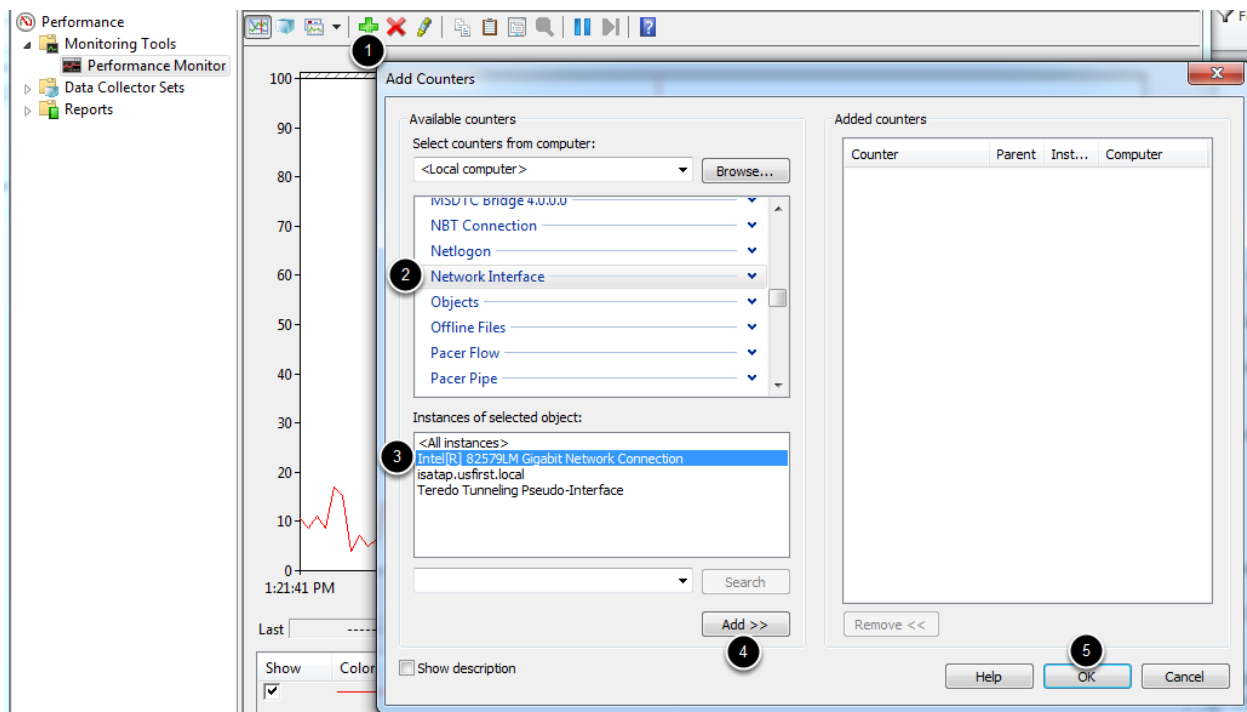 Performance
Monitoring Tools
Performance Monitor
Data Collector Sets
Reports
1
100
90
80
70
60
50
40
30
20
10
0
1:21:41 PM
Last -----
Show Color
Add Counters
Available counters
Select counters from computer:
<Local computer>
Browse...
MSDTC Bridge 4.0.0.0
NBT Connection
Netlogon
2
Network Interface
Objects
Offline Files
Pacer Flow
Pacer Pipe
Instances of selected object:
<All instances>
3
Intel[R] 82579LM Gigabit Network Connection
isatap.usfirst.local
Teredo Tunneling Pseudo-Interface
Search
Add >>
4
Show description
Added counters
Counter Parent Inst... Computer
Remove <<
5
Help OK Cancel